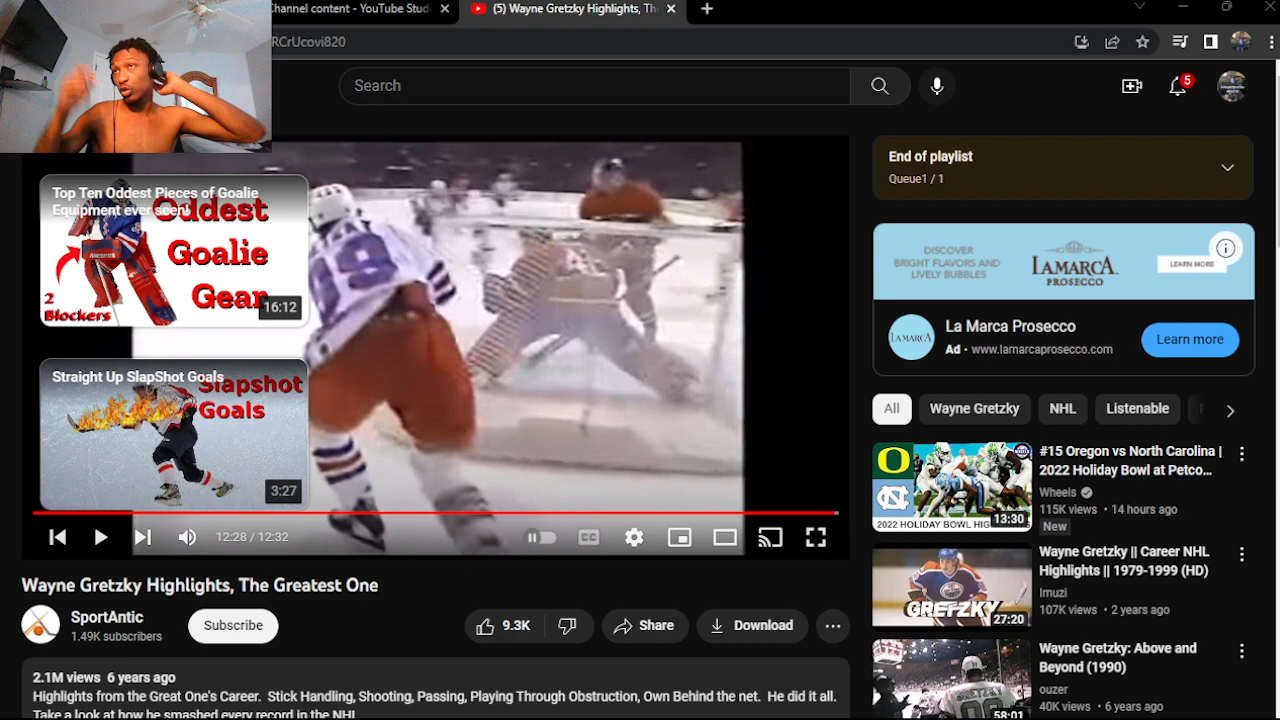 Channel content - YouTube Studi
(5) Wayne Gretzky Highlights, Th
RCrUcovi820
Search
5
Top Ten Oddest Pieces of Goalie
Equipment ever seen!
Oddest
Goalie
Gear
2
Blockers
16:12
Straight Up SlapShot Goals
Slapshot
Goals
3:27
99
12:28 / 12:32
CC
Wayne Gretzky Highlights, The Greatest One
SportAntic
1.49K subscribers
Subscribe
9.3K
Share
Download
2.1M views 6 years ago
Highlights from the Great One's Career. Stick Handling, Shooting, Passing, Playing Through Obstruction, Own Behind the net. He did it all.
Take a look at how he smashed every record in the NHL
End of playlist
Queue1 / 1
DISCOVER
BRIGHT FLAVORS AND
LIVELY BUBBLES
LAMARCA
PROSECCO
LEARN MORE
LAMARCA
La Marca Prosecco
Ad • www.lamarcaprosecco.com
Learn more
All
Wayne Gretzky
NHL
Listenable
2022 HOLIDAY BOWL HIG
13:30
#15 Oregon vs North Carolina |
2022 Holiday Bowl at Petco...
Wheels
115K views • 14 hours ago
New
GRETZKY
27:20
Wayne Gretzky || Career NHL
Highlights || 1979-1999 (HD)
Imuzi
107K views • 2 years ago
GRETZKY
99
58:01
Wayne Gretzky: Above and
Beyond (1990)
ouzer
40K views • 6 years ago